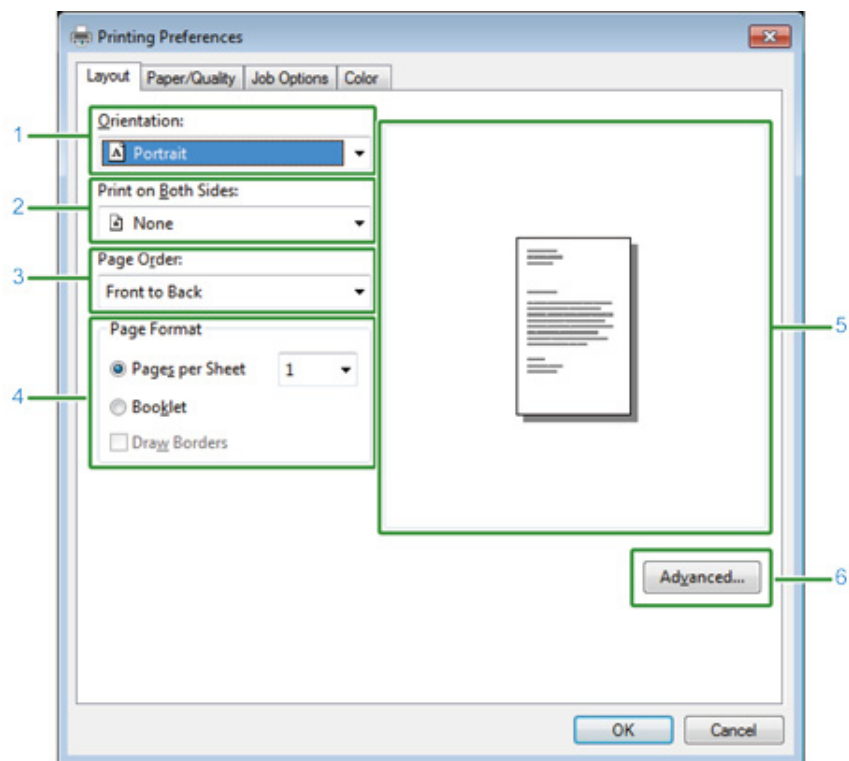 Printing Preferences
Layout Paper/Quality Job Options Color
1
Orientation:
Portrait
2
Print on Both Sides:
None
3
Page Order:
Front to Back
4
Page Format
Pages per Sheet 1
Booklet
Draw Borders
5
Advanced...
6
OK Cancel